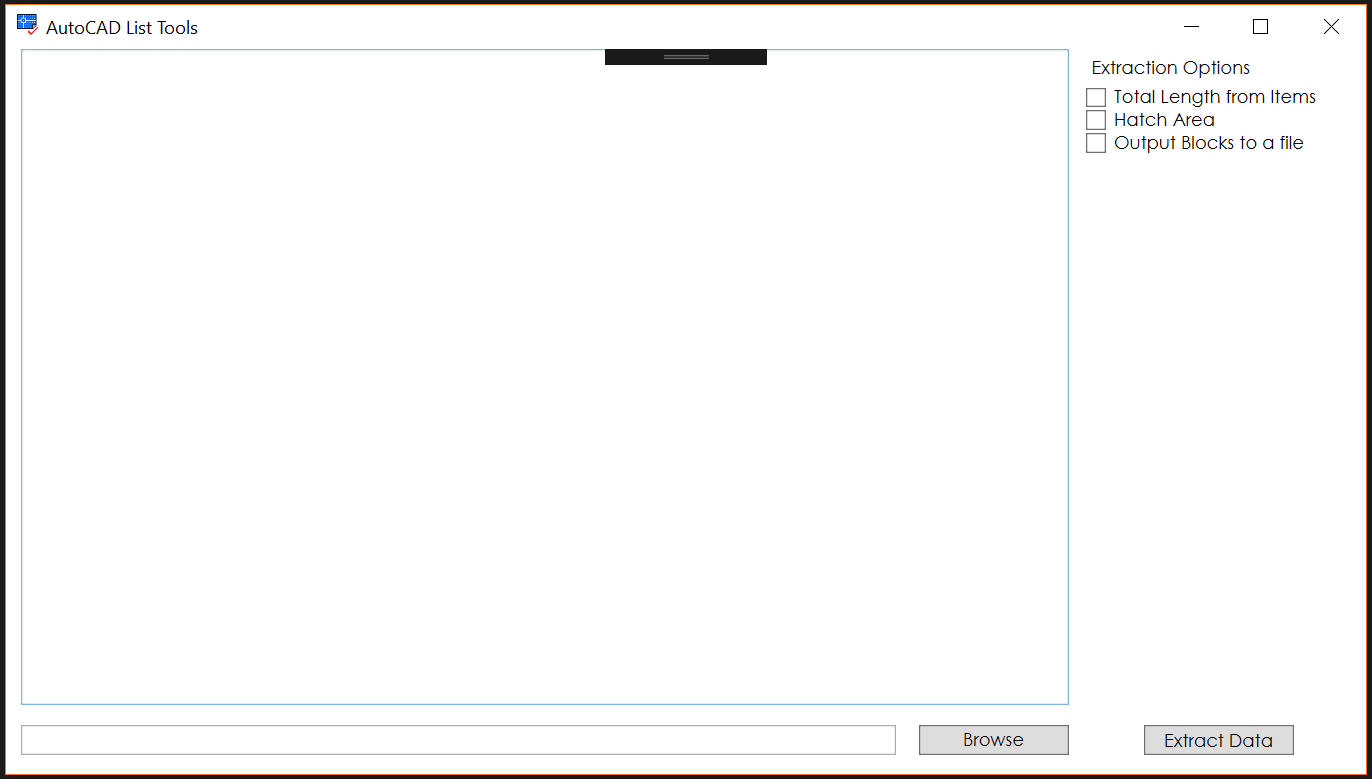 AutoCAD List Tools
Extraction Options
Total Length from Items
Hatch Area
Output Blocks to a file
Browse
Extract Data